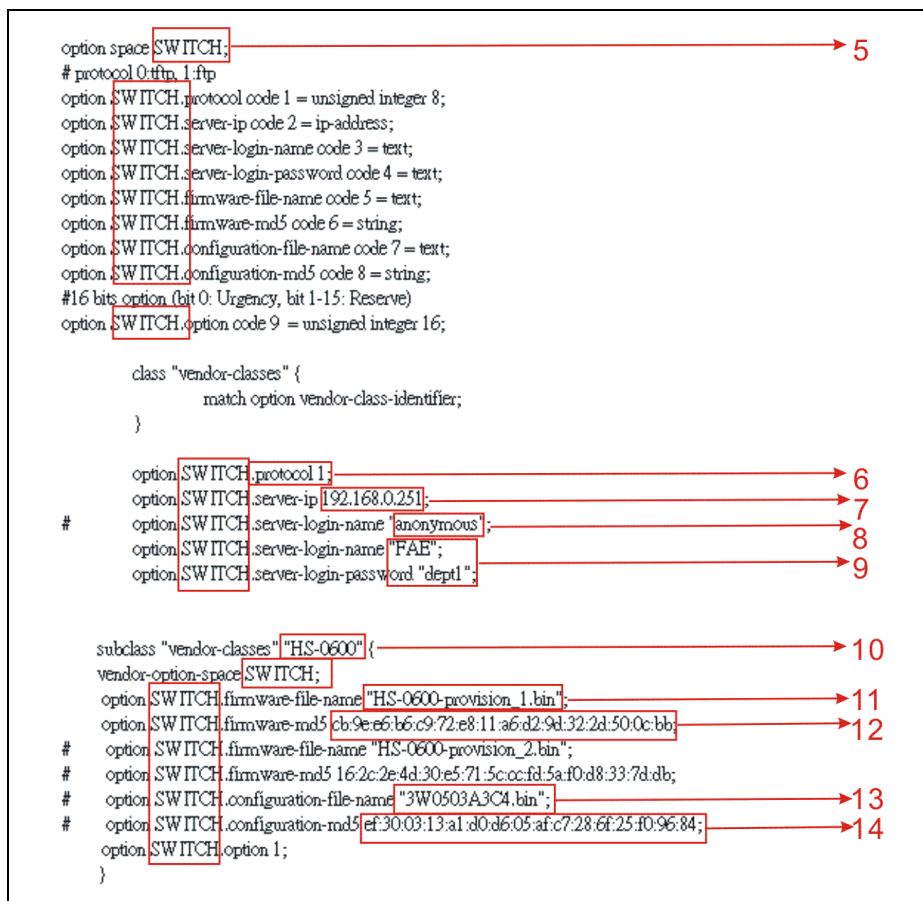 option space SWITCH; 5
# protocol 0:tftp, 1:ftp
option SWITCH.protocol code 1 = unsigned integer 8;
option SWITCH.server-ip code 2 = ip-address;
option SWITCH.server-login-name code 3 = text;
option SWITCH.server-login-password code 4 = text;
option SWITCH.firmware-file-name code 5 = text;
option SWITCH.firmware-md5 code 6 = string;
option SWITCH.configuration-file-name code 7 = text;
option SWITCH.configuration-md5 code 8 = string;
#16 bits option (bit 0: Urgency, bit 1-15: Reserve)
option SWITCH.option code 9 = unsigned integer 16;
class "vendor-classes" {
match option vendor-class-identifier;
}
option SWITCH.protocol 1; 6
option SWITCH.server-ip 192.168.0.251; 7
# option SWITCH.server-login-name "anonymous"; 8
option SWITCH.server-login-name "FAE";
option SWITCH.server-login-password "dept1"; 9
subclass "vendor-classes" "HS-0600" { 10
vendor-option-space SWITCH;
option SWITCH.firmware-file-name "HS-0600-provision_1.bin"; 11
option SWITCH.firmware-md5 cb:9e:e6:b6:c9:72:e8:11:a6:d2:9d:32:2d:50:0c:bb; 12
# option SWITCH.firmware-file-name "HS-0600-provision_2.bin";
# option SWITCH.firmware-md5 16:2c:2e:4d:30:e5:71:5c:cc:fd:5a:f0:d8:33:7d:db;
# option SWITCH.configuration-file-name "3W0503A3C4.bin"; 13
# option SWITCH.configuration-md5 ef:30:03:13:a1:d0:d6:05:af:c7:28:6f:25:f0:96:84; 14
option SWITCH.option 1;
}